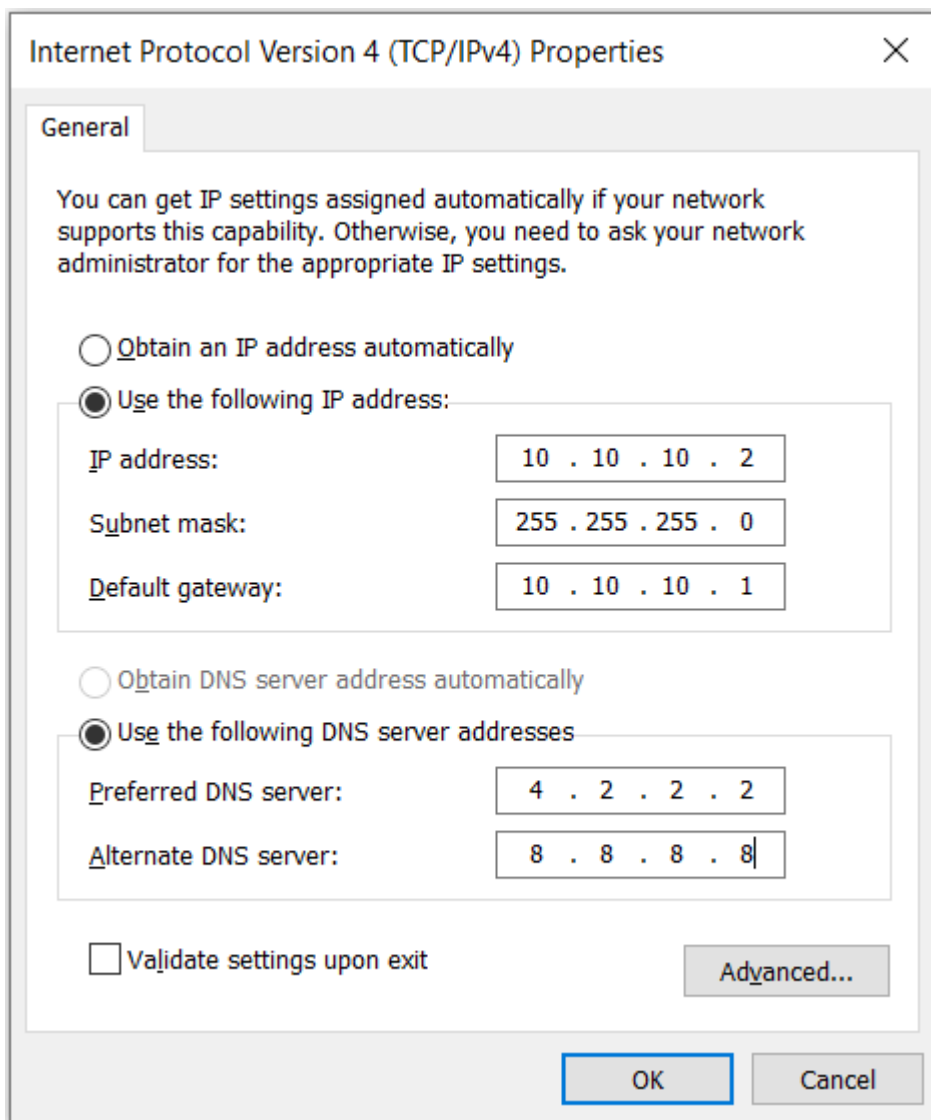 Internet Protocol Version 4 (TCP/IPv4) Properties
General
You can get IP settings assigned automatically if your network
supports this capability. Otherwise, you need to ask your network
administrator for the appropriate IP settings.
Obtain an IP address automatically
Use the following IP address:
IP address: 10 . 10 . 10 . 2
Subnet mask: 255 . 255 . 255 . 0
Default gateway: 10 . 10 . 10 . 1
Obtain DNS server address automatically
Use the following DNS server addresses
Preferred DNS server: 4 . 2 . 2 . 2
Alternate DNS server: 8 . 8 . 8 . 8
Validate settings upon exit
Advanced...
OK Cancel